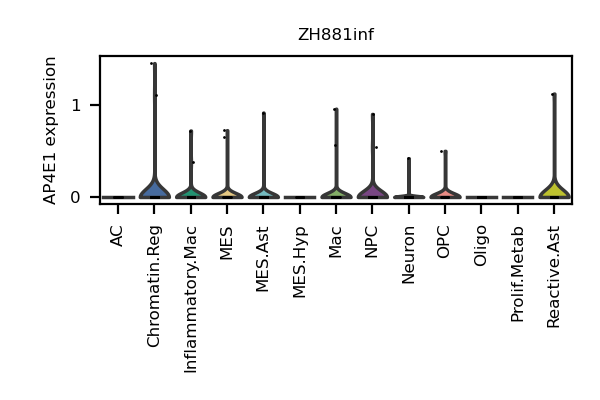 ZH881inf
AP4E1 expression
1
0
AC
Chromatin.Reg
Inflammatory.Mac
MES
MES.Ast
MES.Hyp
Mac
NPC
Neuron
OPC
Oligo
Prolif.Metab
Reactive.Ast